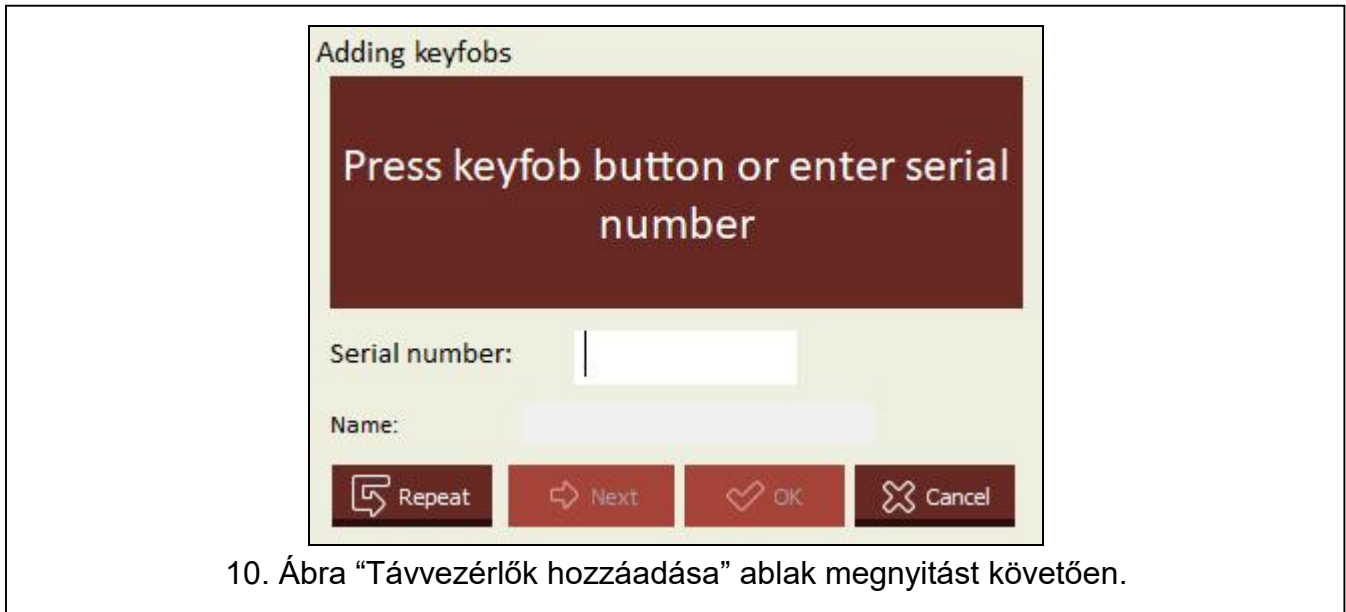 Adding keyfobs
Press keyfob button or enter serial
number
Serial number:
Name:
Repeat Next OK Cancel
10. Ábra “Távvezérlők hozzáadása” ablak megnyitást követően.